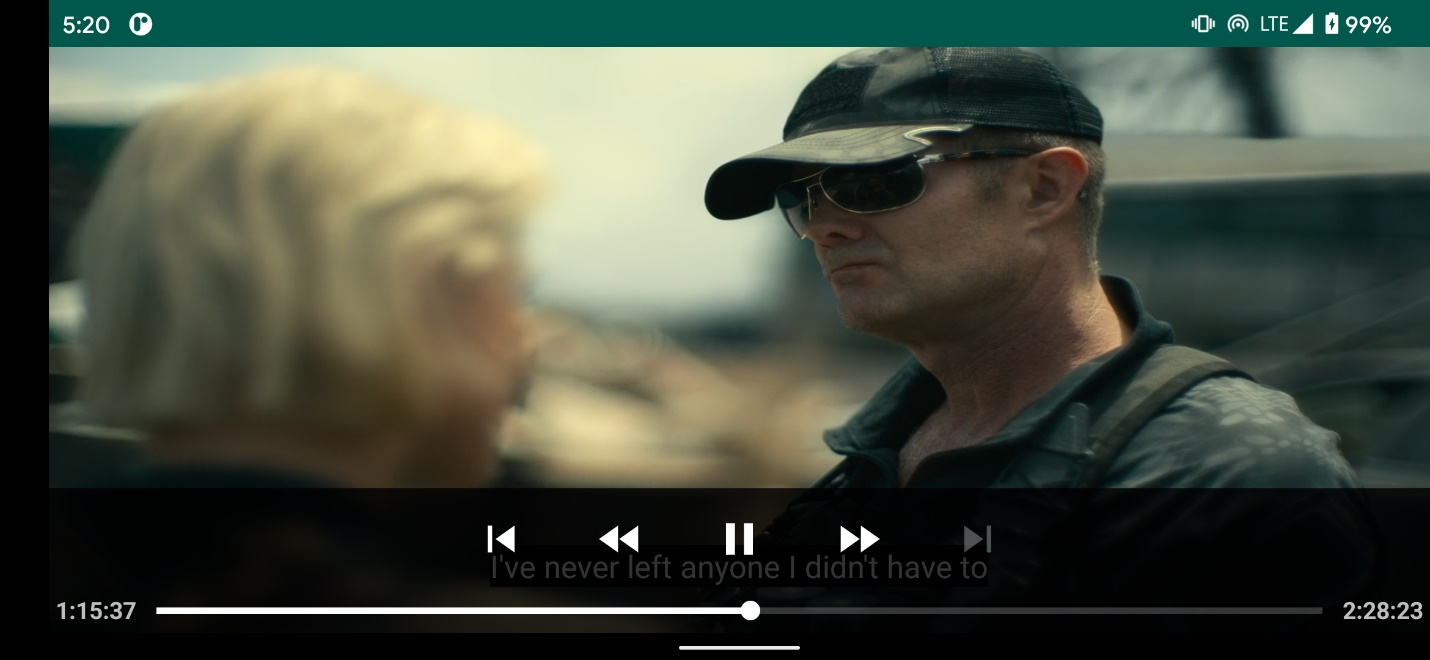 5:20
LTE 99%
I've never left anyone I didn't have to
1:15:37
2:28:23